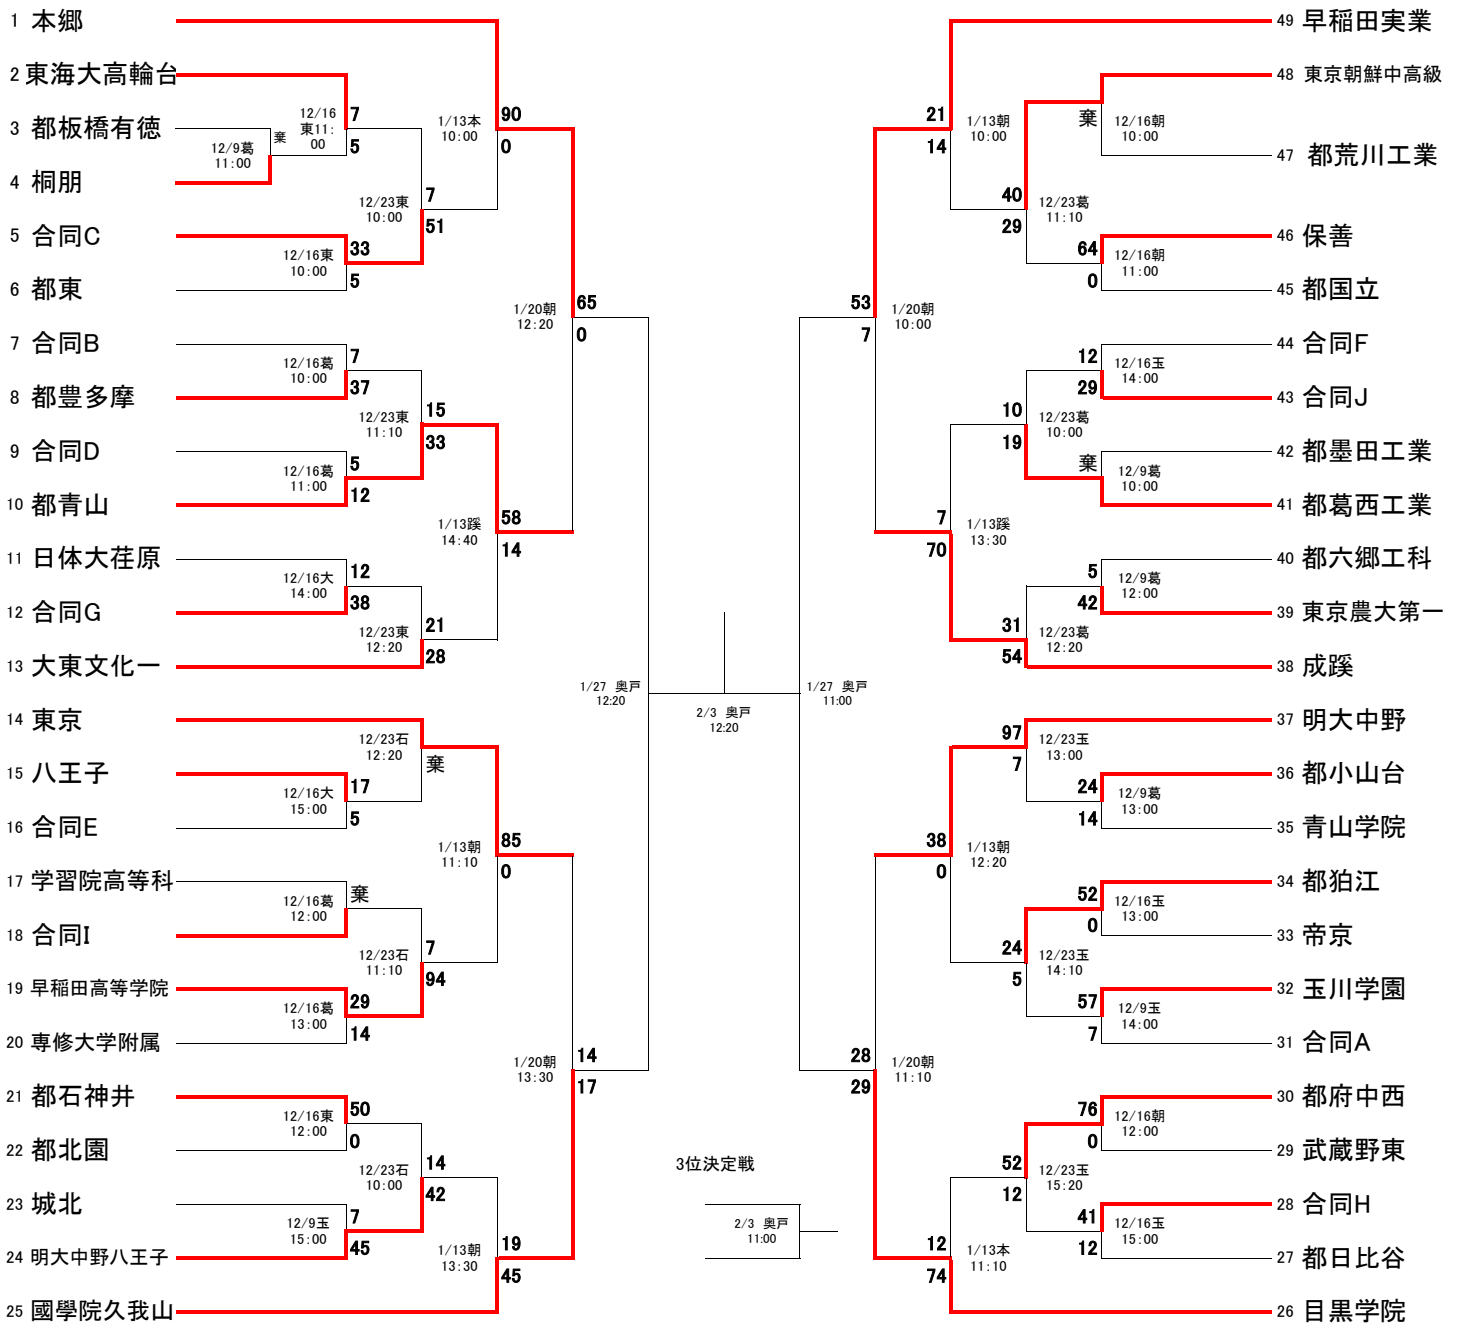 1 本郷
2 東海大高輪台
3 都板橋有徳
4 桐朋
5 合同C
6 都東
7 合同B
8 都豊多摩
9 合同D
10 都青山
11 日体大荏原
12 合同G
13 大東文化一
14 東京
15 八王子
16 合同E
17 学習院高等科
18 合同I
19 早稲田高等学院
20 専修大学附属
21 都石神井
22 都北園
23 城北
24 明大中野八王子
25 國學院久我山
12/9葛
11:00
棄
12/16
東11:
00
7
5
12/16東
10:00
33
5
12/16葛
10:00
7
37
12/16葛
11:00
5
12
12/16大
14:00
12
38
12/16大
15:00
17
5
12/16葛
12:00
棄
12/16葛
13:00
29
14
12/16東
12:00
50
0
12/9玉
15:00
7
45
12/23東
10:00
7
51
12/23東
11:10
15
33
12/23東
12:20
21
28
12/23石
12:20
棄
12/23石
11:10
7
94
12/23石
10:00
14
42
1/13本
10:00
90
0
1/13蹊
14:40
58
14
1/13朝
11:10
85
0
1/13朝
13:30
19
45
1/20朝
12:20
65
0
1/20朝
13:30
14
17
1/27 奥戸
12:20
2/3 奥戸
12:20
1/27 奥戸
11:00
3位決定戦
2/3 奥戸
11:00
53
7
1/20朝
10:00
28
29
1/20朝
11:10
21
14
1/13朝
10:00
7
70
1/13蹊
13:30
38
0
1/13朝
12:20
12
74
1/13本
11:10
40
29
12/23葛
11:10
10
19
12/23葛
10:00
31
54
12/23葛
12:20
97
7
12/23玉
13:00
24
5
12/23玉
14:10
52
12
12/23玉
15:20
棄
12/16朝
10:00
64
0
12/16朝
11:00
12
29
12/16玉
14:00
棄
12/9葛
10:00
5
42
12/9葛
12:00
24
14
12/9葛
13:00
52
0
12/16玉
13:00
57
7
12/9玉
14:00
76
0
12/16朝
12:00
41
12
12/16玉
15:00
49 早稲田実業
48 東京朝鮮中高級
47 都荒川工業
46 保善
45 都国立
44 合同F
43 合同J
42 都墨田工業
41 都葛西工業
40 都六郷工科
39 東京農大第一
38 成蹊
37 明大中野
36 都小山台
35 青山学院
34 都狛江
33 帝京
32 玉川学園
31 合同A
30 都府中西
29 武蔵野東
28 合同H
27 都日比谷
26 目黒学院